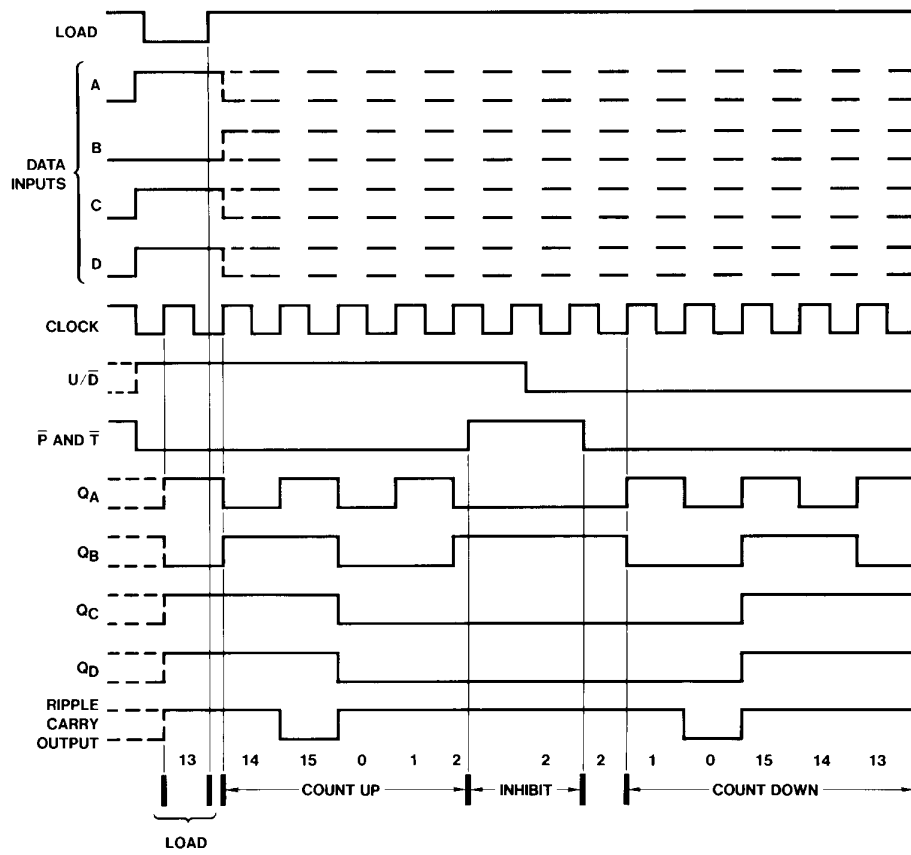 LOAD
A
B
DATA
INPUTS
C
D
CLOCK
U/D̅
P̅ AND T̅
QA
QB
QC
QD
RIPPLE
CARRY
OUTPUT
13 14 15 0 1 2 2 2 1 0 15 14 13
COUNT UP INHIBIT COUNT DOWN
LOAD